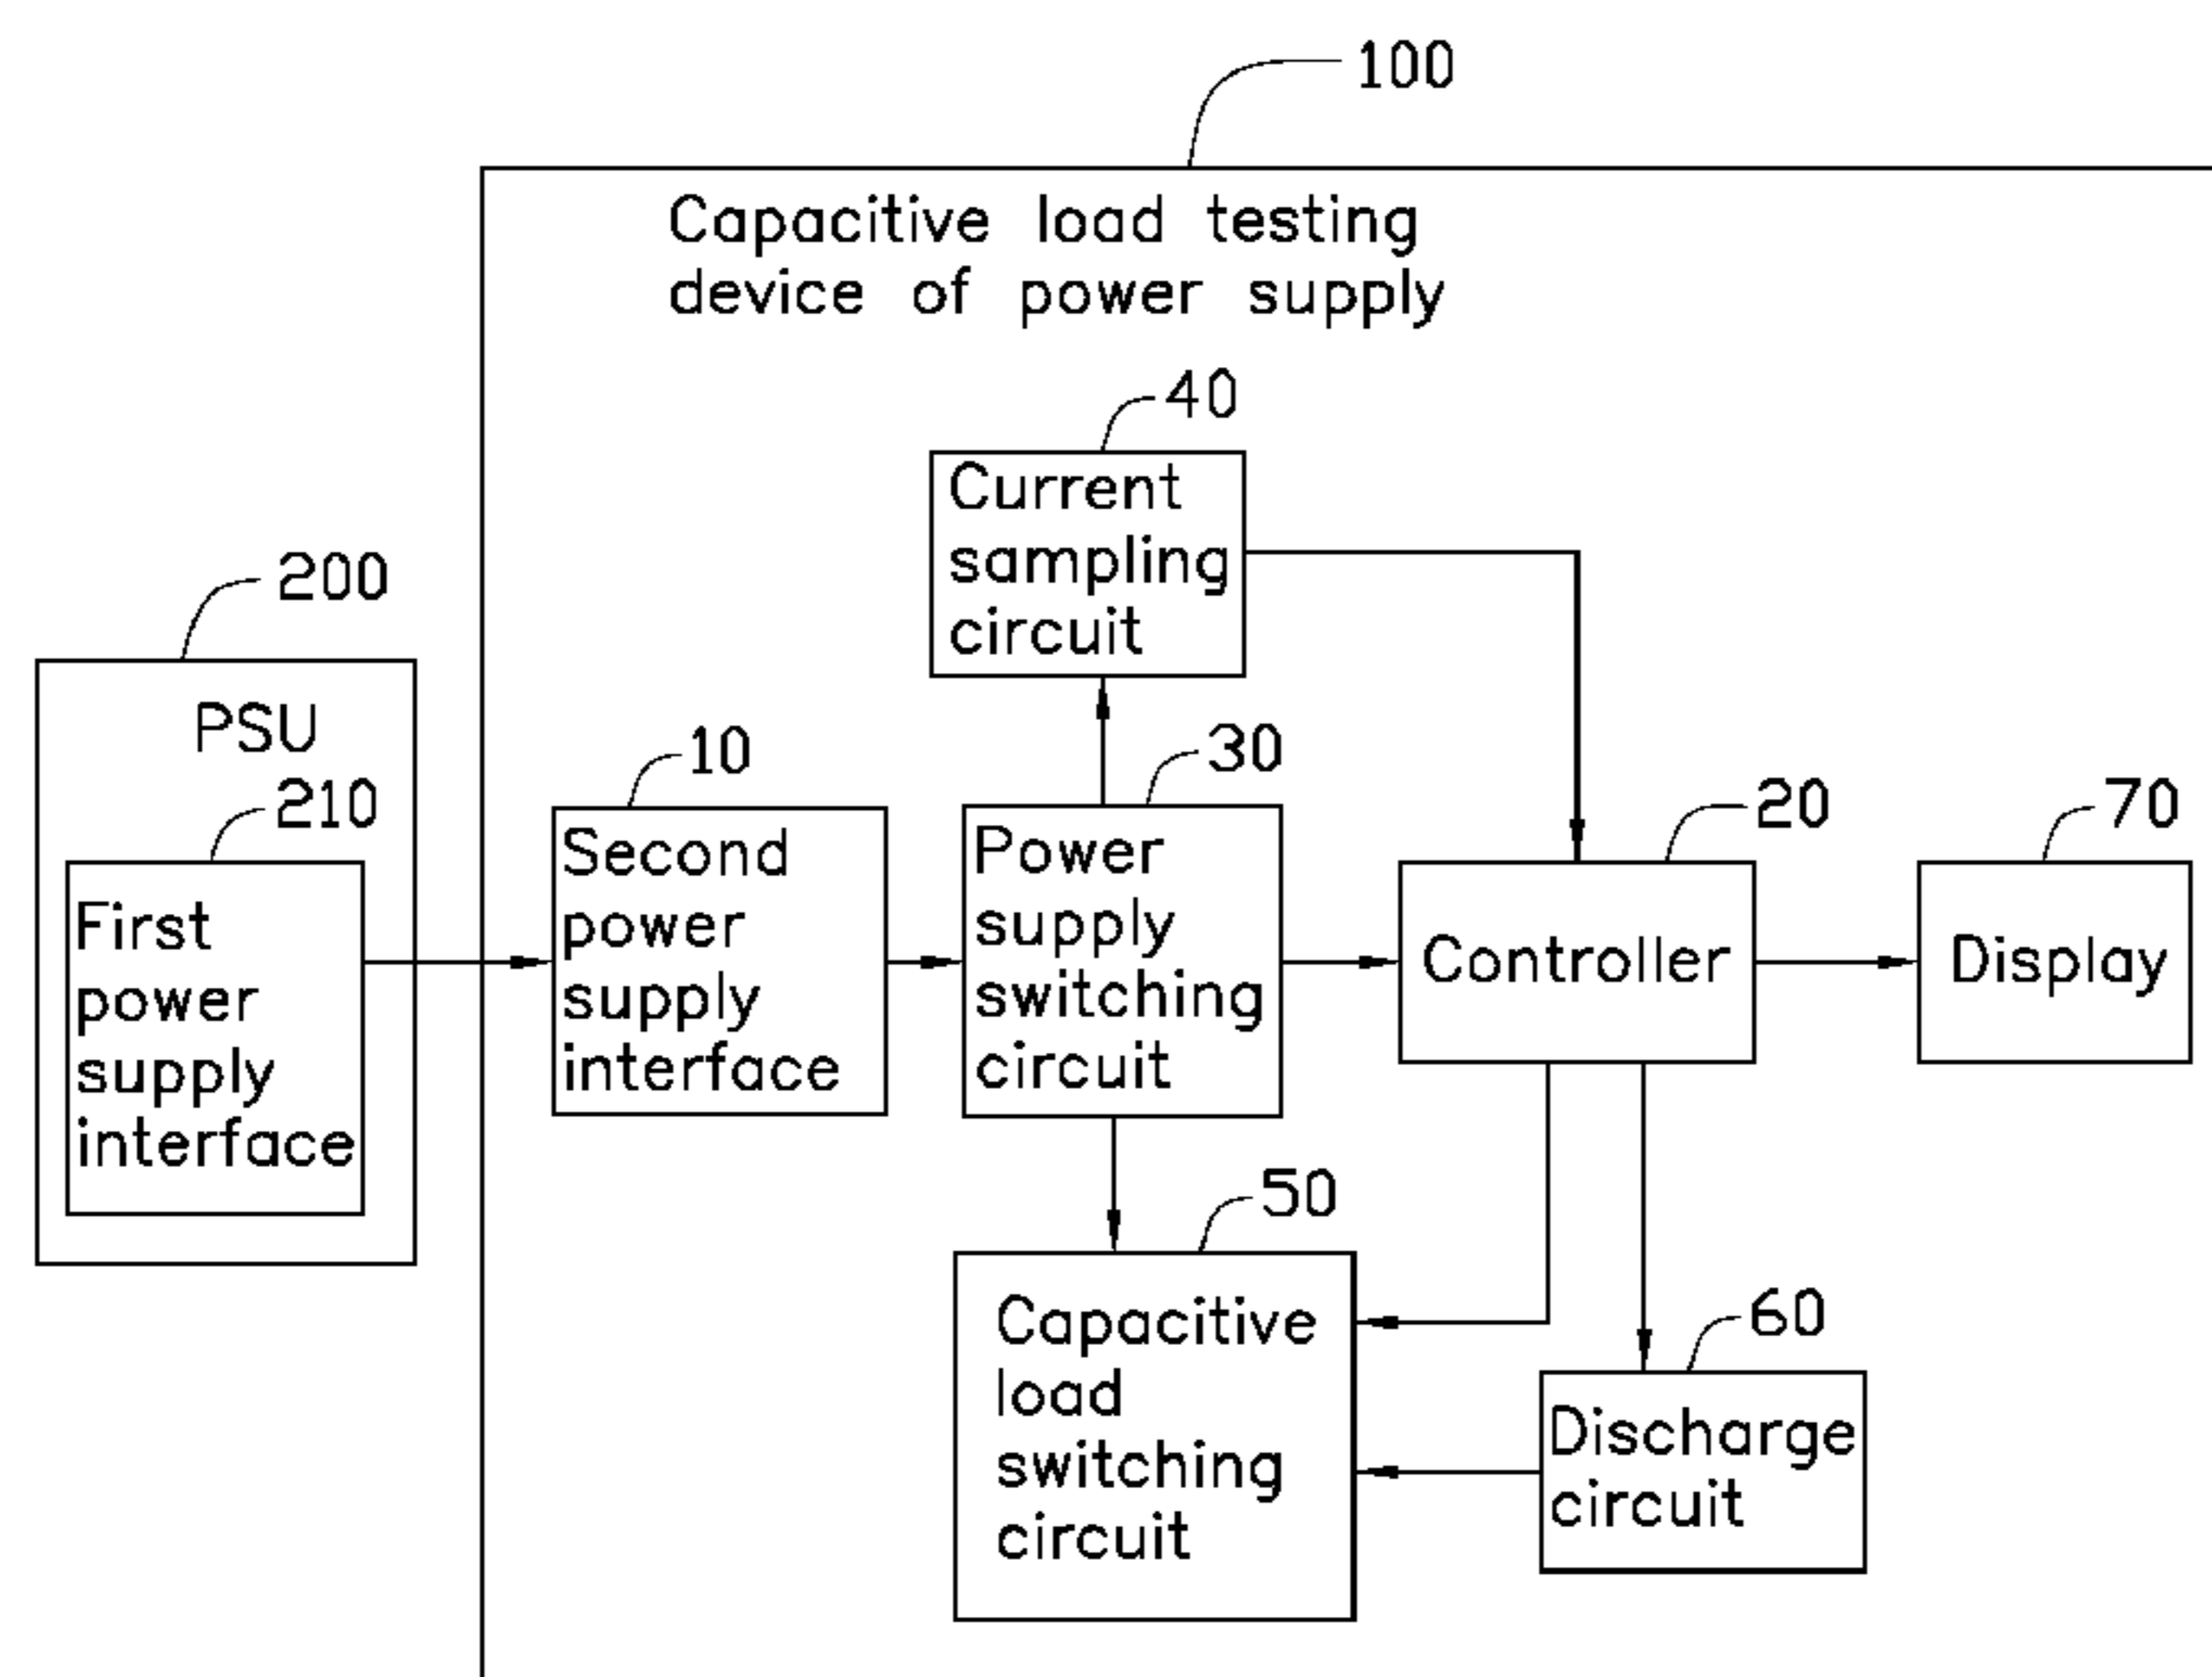 100
Capacitive load testing
device of power supply
40
Current
sampling
circuit
200
PSU
210
First
power
supply
interface
10
Second
power
supply
interface
30
Power
supply
switching
circuit
20
Controller
70
Display
50
Capacitive
load
switching
circuit
60
Discharge
circuit